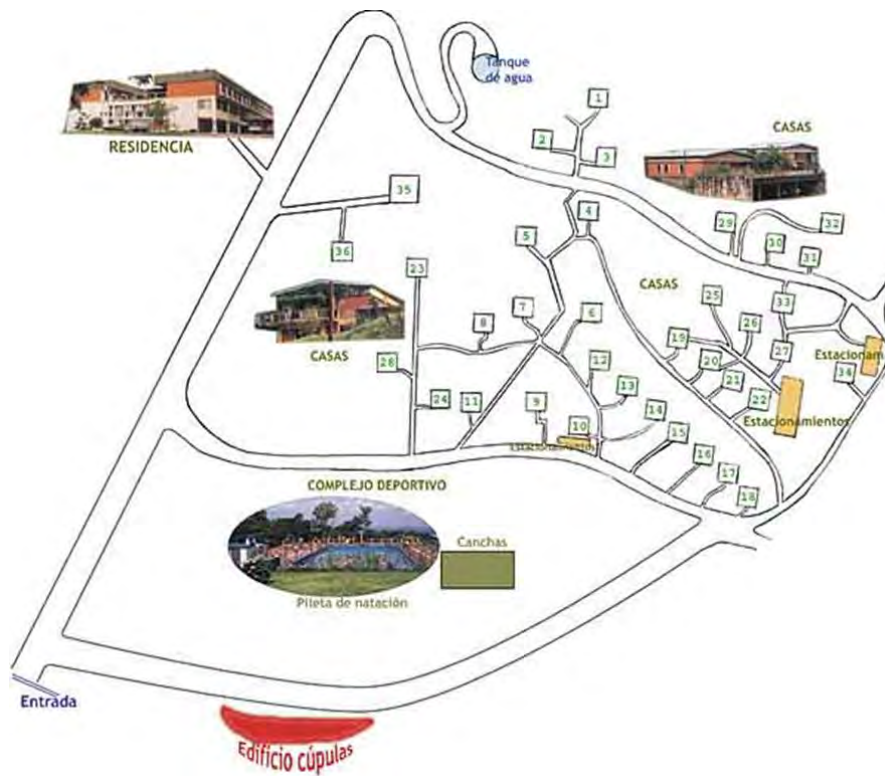 Tanque
de agua
1
CASAS
2
3
RESIDENCIA
35
4
29
32
5
36
30
31
23
CASAS
25
33
7
6
8
26
CASAS
19
27
Estacionam
28
12
20
34
13
21
24
11
9
22
10
14
Estacionamientos
15
Estacionamientos
16
17
COMPLEJO DEPORTIVO
18
Canchas
Pileta de natación
Entrada
Edificio cúpulas